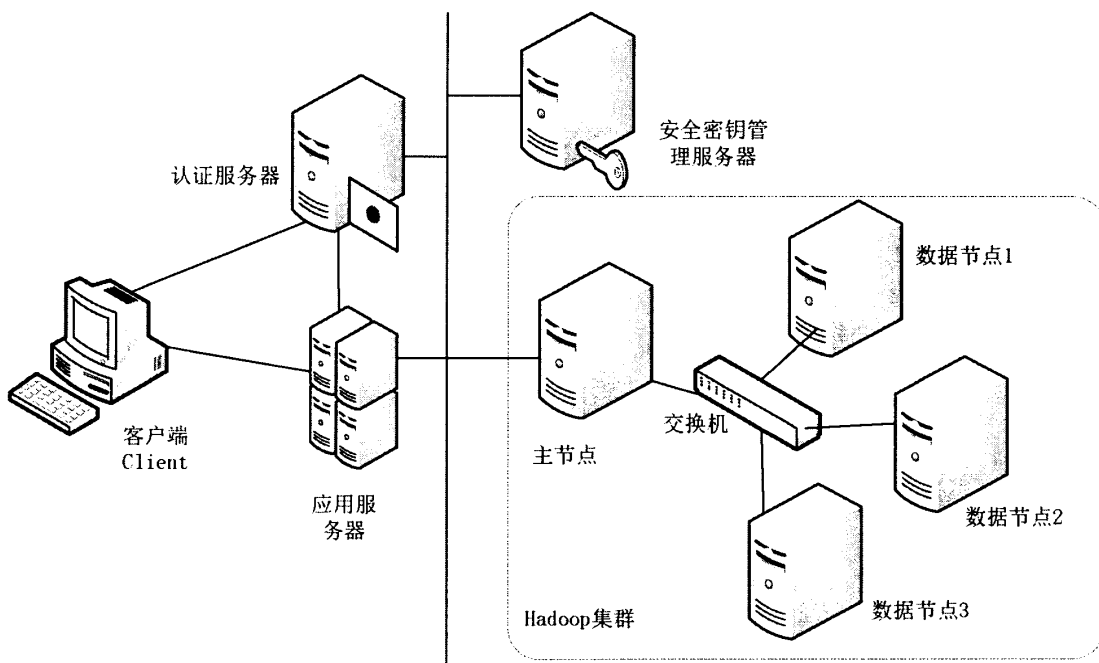 认证服务器
安全密钥管
理服务器
数据节点1
客户端
Client
应用服
务器
主节点
交换机
数据节点2
数据节点3
Hadoop集群